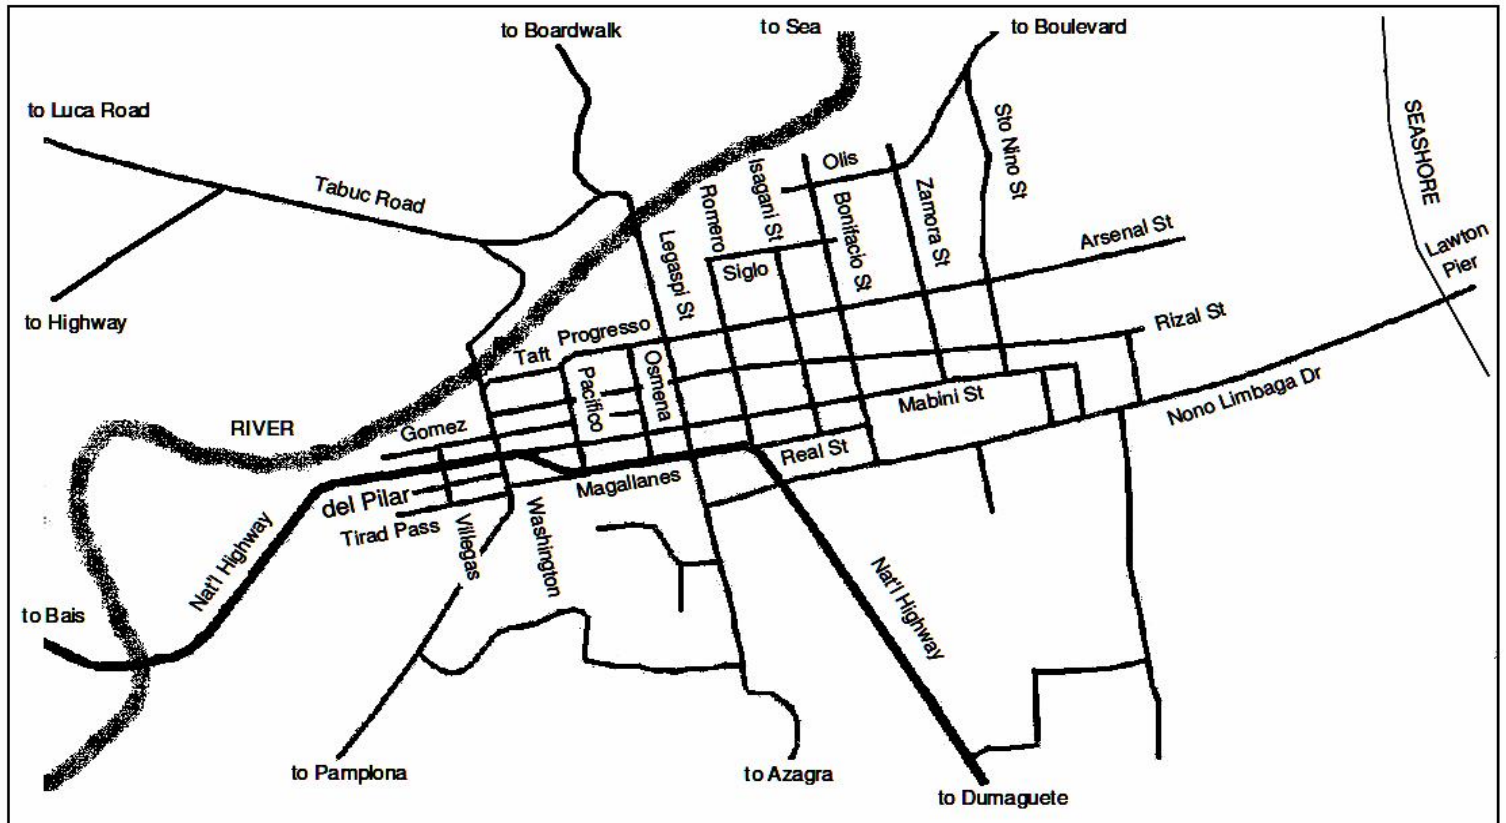 to Boardwalk
to Sea
to Boulevard
to Luca Road
Sto Nino St
SEASHORE
Tabuc Road
Isagani St
Olis
Romero
Bonifacio St
Zamora St
Arsenal St
Lawton
Pier
Legaspi St
Siglo
to Highway
Progresso
Taft
Rizal St
Osmena
Pacifico
Mabini St
Nono Limbaga Dr
RIVER
Gomez
Real St
Magallanes
del Pilar
Tirad Pass
Villegas
Washington
Nat'l Highway
Nat'l Highway
to Bais
to Pamplona
to Azagra
to Dumaguete